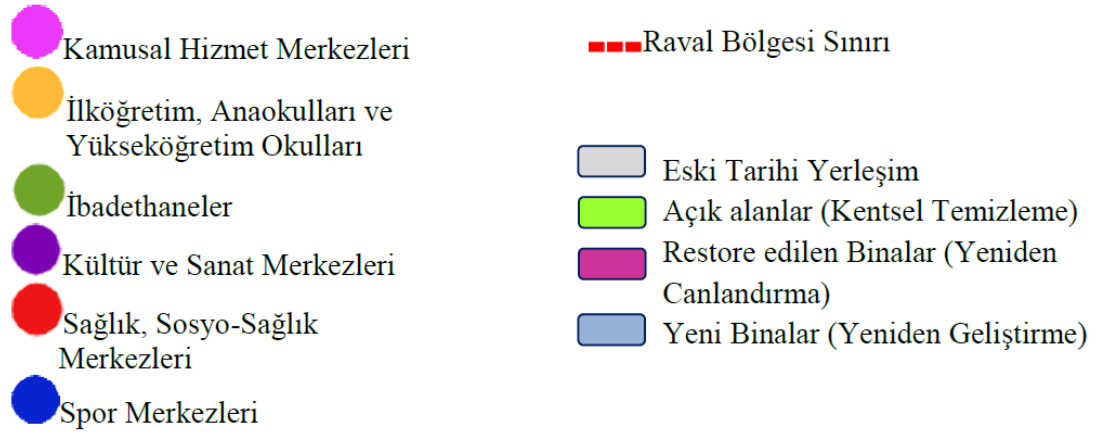 Kamusal Hizmet Merkezleri
İlköğretim, Anaokulları ve
Yükseköğretim Okulları
İbadethaneler
Kültür ve Sanat Merkezleri
Sağlık, Sosyo-Sağlık
Merkezleri
Spor Merkezleri
Raval Bölgesi Sınırı
Eski Tarihi Yerleşim
Açık alanlar (Kentsel Temizleme)
Restore edilen Binalar (Yeniden
Canlandırma)
Yeni Binalar (Yeniden Geliştirme)